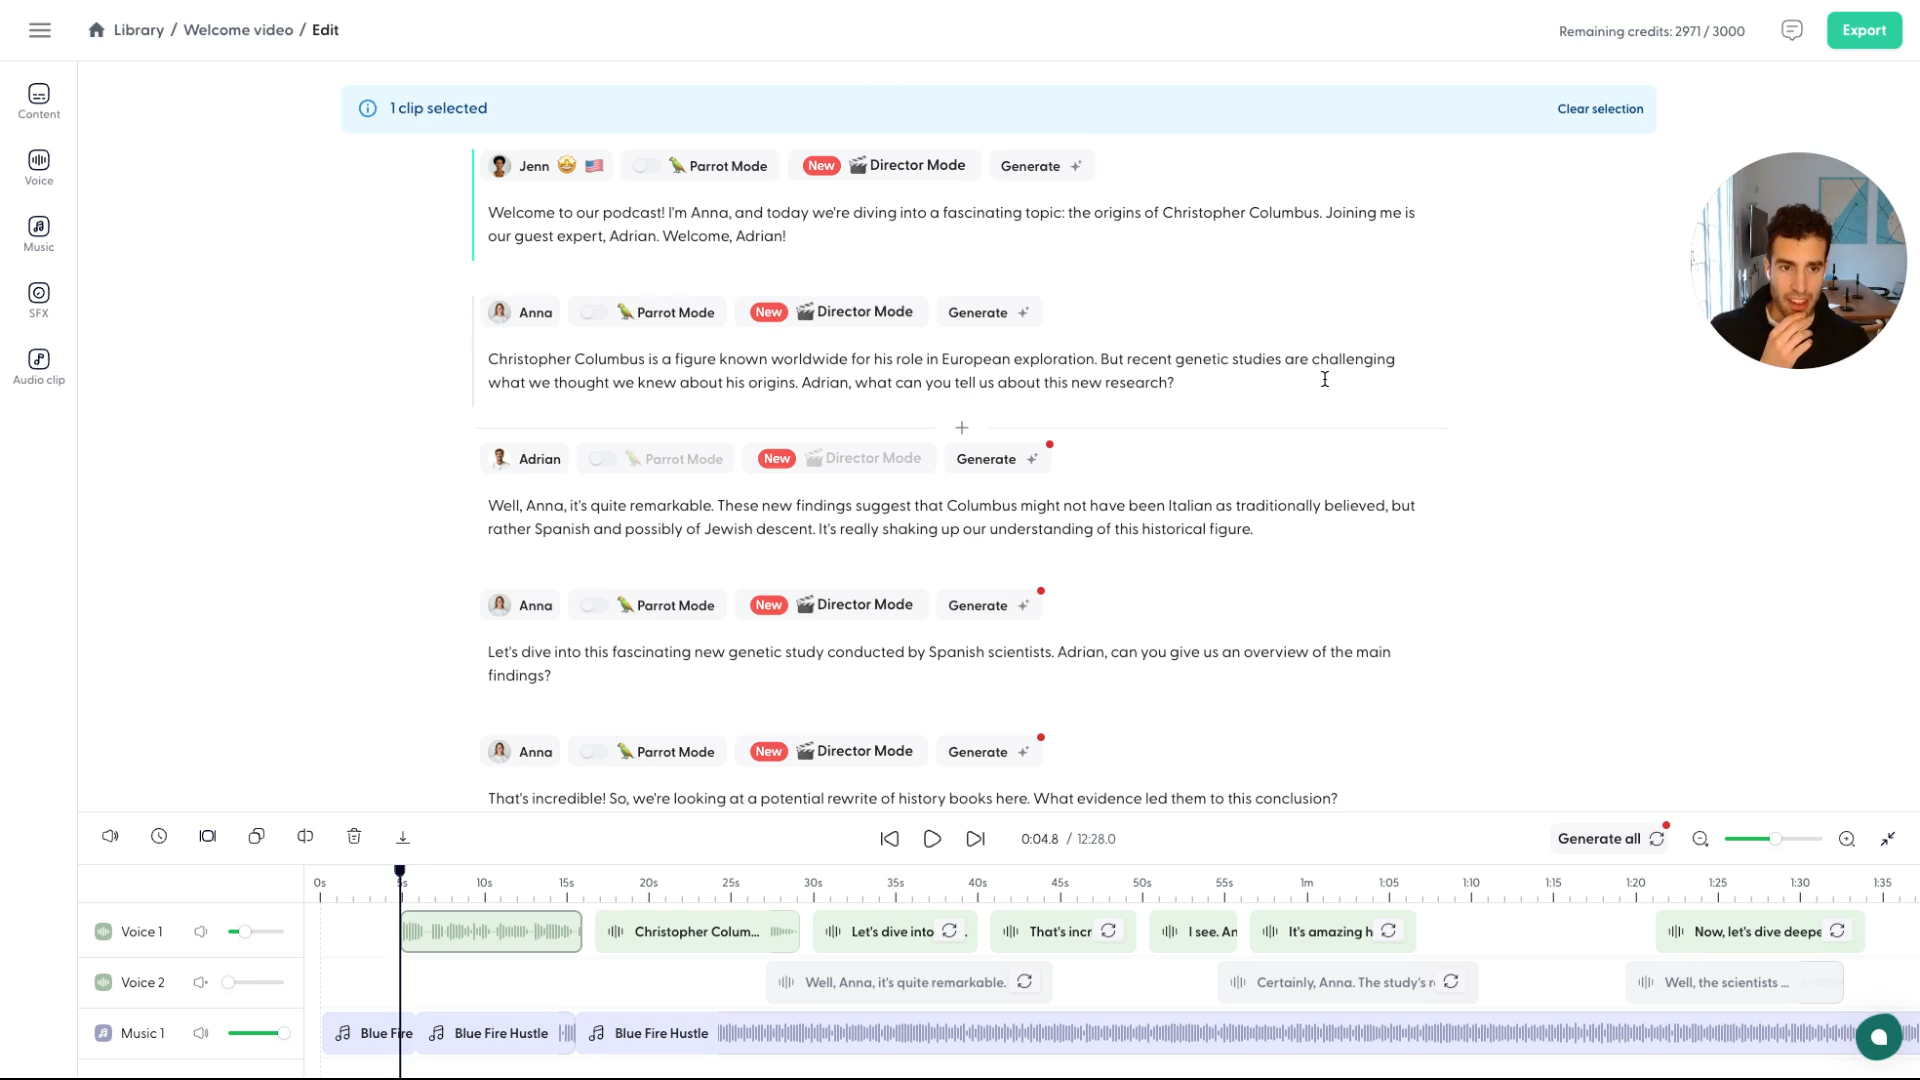 Library / Welcome video / Edit
Remaining credits: 2971 / 3000
Export
Content
Voice
Music
SFX
Audio clip
1 clip selected
Clear selection
Jenn Parrot Mode New Director Mode Generate
Welcome to our podcast! I'm Anna, and today we're diving into a fascinating topic: the origins of Christopher Columbus. Joining me is
our guest expert, Adrian. Welcome, Adrian!
Anna Parrot Mode New Director Mode Generate
Christopher Columbus is a figure known worldwide for his role in European exploration. But recent genetic studies are challenging
what we thought we knew about his origins. Adrian, what can you tell us about this new research?
Adrian Parrot Mode New Director Mode Generate
Well, Anna, it's quite remarkable. These new findings suggest that Columbus might not have been Italian as traditionally believed, but
rather Spanish and possibly of Jewish descent. It's really shaking up our understanding of this historical figure.
Anna Parrot Mode New Director Mode Generate
Let's dive into this fascinating new genetic study conducted by Spanish scientists. Adrian, can you give us an overview of the main
findings?
Anna Parrot Mode New Director Mode Generate
That's incredible! So, we're looking at a potential rewrite of history books here. What evidence led them to this conclusion?
0:04.8 / 12:28.0
Generate all
0s 5s 10s 15s 20s 25s 30s 35s 40s 45s 50s 55s 1m 1:05 1:10 1:15 1:20 1:25 1:30 1:35
Voice 1 Christopher Colum... Let's dive into That's incr I see. An It's amazing h Now, let's dive deepe
Voice 2 Well, Anna, it's quite remarkable. Certainly, Anna. The study's r Well, the scientists ...
Music 1 Blue Fire Blue Fire Hustle Blue Fire Hustle